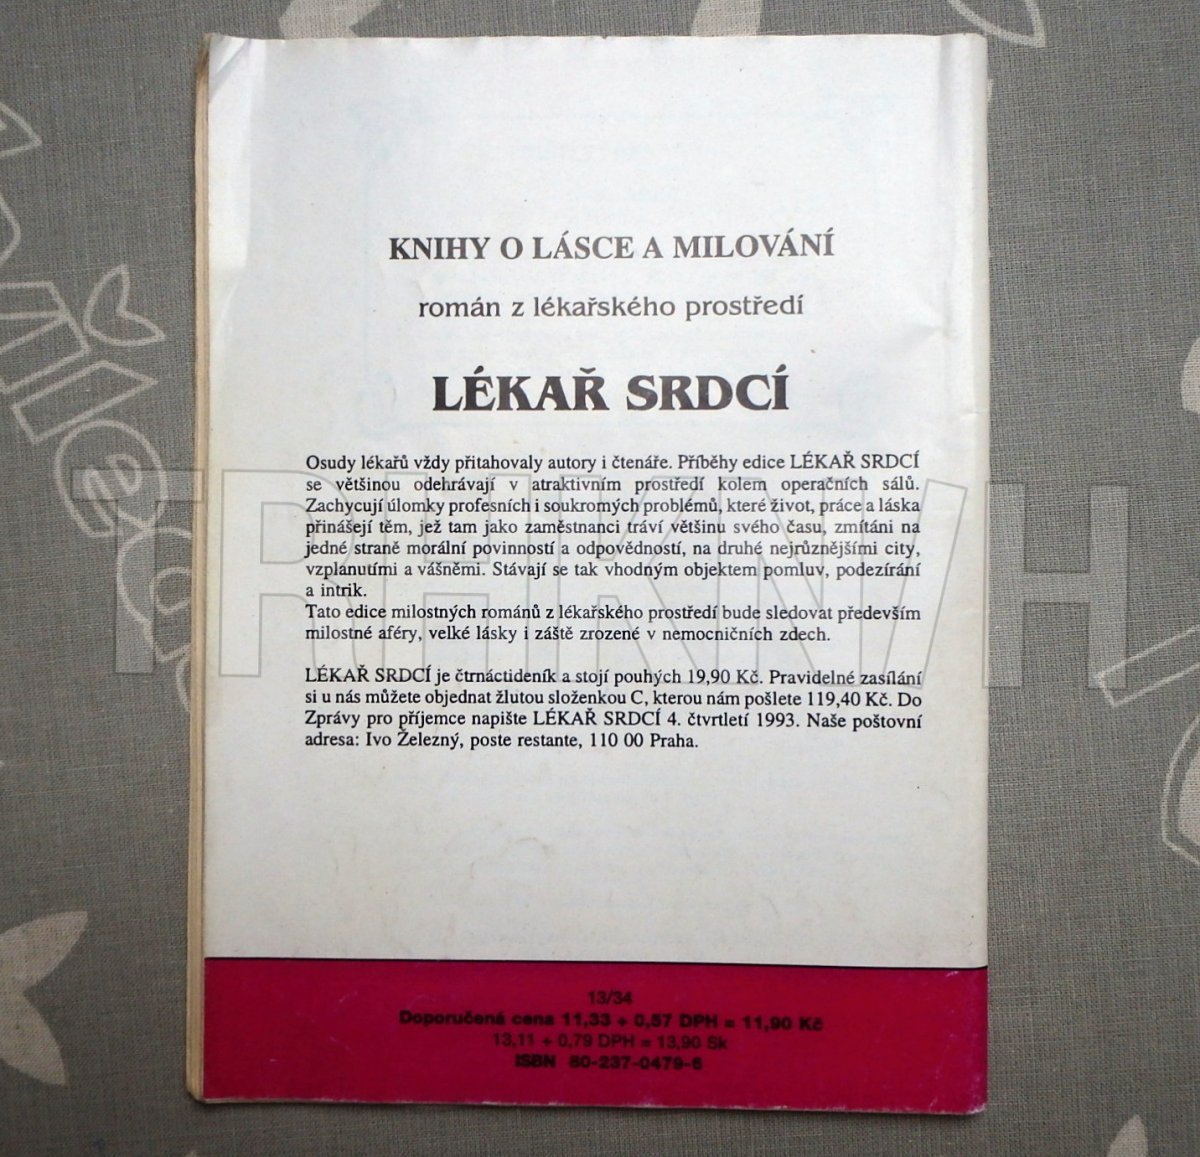 KNIHY O LÁSCE A MILOVÁNÍ
román z lékařského prostředí
LÉKAŘ SRDCÍ
Osudy lékařů vždy přitahovaly autory i čtenáře. Příběhy edice LÉKAŘ SRDCÍ
se většinou odehrávají v atraktivním prostředí kolem operačních sálů.
Zachycují úlomky profesních i soukromých problémů, které život, práce a láska
přinášejí těm, jež tam jako zaměstnanci tráví většinu svého času, zmítáni na
jedné straně morální povinností a odpovědností, na druhé nejrůznějšími city,
vzplanutími a vášněmi. Stávají se tak vhodným objektem pomluv, podezírání
a intrik.
Tato edice milostných románů z lékařského prostředí bude sledovat především
milostné aféry, velké lásky i záště zrozené v nemocničních zdech.
LÉKAŘ SRDCÍ je čtrnáctideník a stojí pouhých 19,90 Kč. Pravidelné zasílání
si u nás můžete objednat žlutou složenkou C, kterou nám pošlete 119,40 Kč. Do
Zprávy pro příjemce napište LÉKAŘ SRDCÍ 4. čtvrtletí 1993. Naše poštovní
adresa: Ivo Železný, poste restante, 110 00 Praha.
13/34
Doporučená cena 11,33 + 0,57 DPH = 11,90 Kč
13,11 + 0,79 DPH = 13,90 Sk
ISBN 80-237-0479-6
TRHKNIH